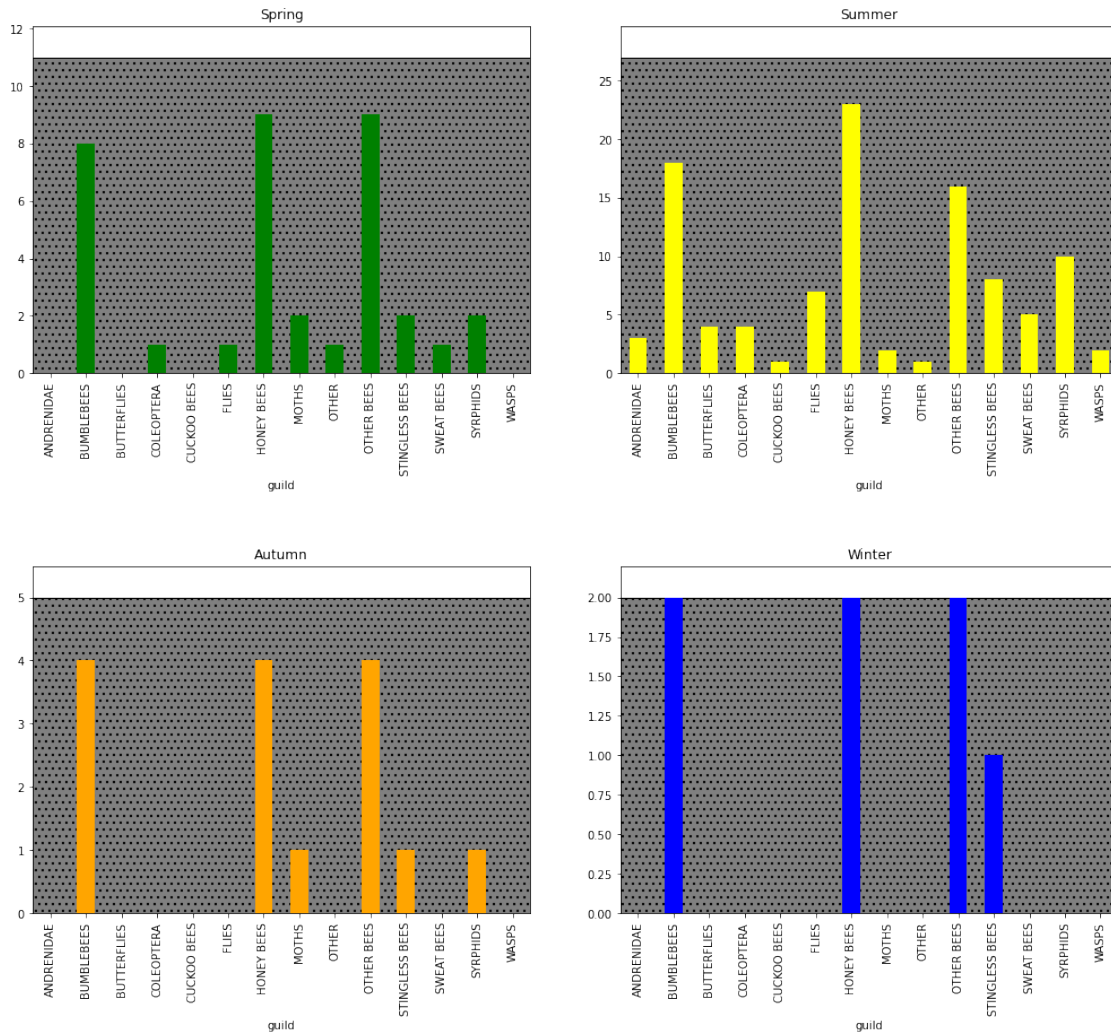 Spring
12
10
8
6
4
2
0
ANDRENIDAE
BUMBLEBEES
BUTTERFLIES
COLEOPTERA
CUCKOO BEES
FLIES
HONEY BEES
MOTHS
OTHER
OTHER BEES
STINGLESS BEES
SWEAT BEES
SYRPHIDS
WASPS
guild
Summer
25
20
15
10
5
0
ANDRENIDAE
BUMBLEBEES
BUTTERFLIES
COLEOPTERA
CUCKOO BEES
FLIES
HONEY BEES
MOTHS
OTHER
OTHER BEES
STINGLESS BEES
SWEAT BEES
SYRPHIDS
WASPS
guild
Autumn
5
4
3
2
1
0
ANDRENIDAE
BUMBLEBEES
BUTTERFLIES
COLEOPTERA
CUCKOO BEES
FLIES
HONEY BEES
MOTHS
OTHER
OTHER BEES
STINGLESS BEES
SWEAT BEES
SYRPHIDS
WASPS
guild
Winter
2.00
1.75
1.50
1.25
1.00
0.75
0.50
0.25
0.00
ANDRENIDAE
BUMBLEBEES
BUTTERFLIES
COLEOPTERA
CUCKOO BEES
FLIES
HONEY BEES
MOTHS
OTHER
OTHER BEES
STINGLESS BEES
SWEAT BEES
SYRPHIDS
WASPS
guild